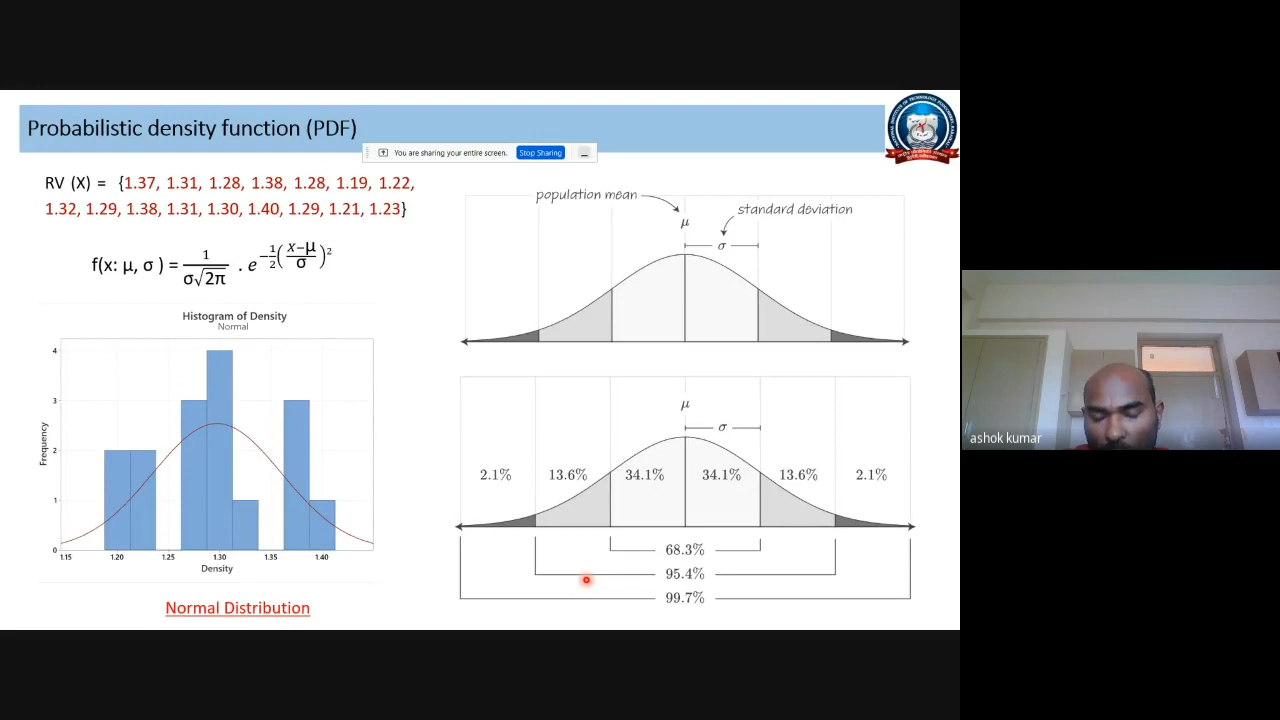 Probabilistic density function (PDF)
You are sharing your entire screen.
Stop Sharing
RV (X) = {1.37, 1.31, 1.28, 1.38, 1.28, 1.19, 1.22,
1.32, 1.29, 1.38, 1.31, 1.30, 1.40, 1.29, 1.21, 1.23}
f(x: μ, σ ) = 1/(σ√2π) . e^(−1/2((x−μ)/σ)^2)
Histogram of Density
Normal
Frequency
4
3
2
1
0
1.15 1.20 1.25 1.30 1.35 1.40
Density
Normal Distribution
population mean
standard deviation
μ
σ
μ
σ
2.1% 13.6% 34.1% 34.1% 13.6% 2.1%
68.3%
95.4%
99.7%
ashok kumar